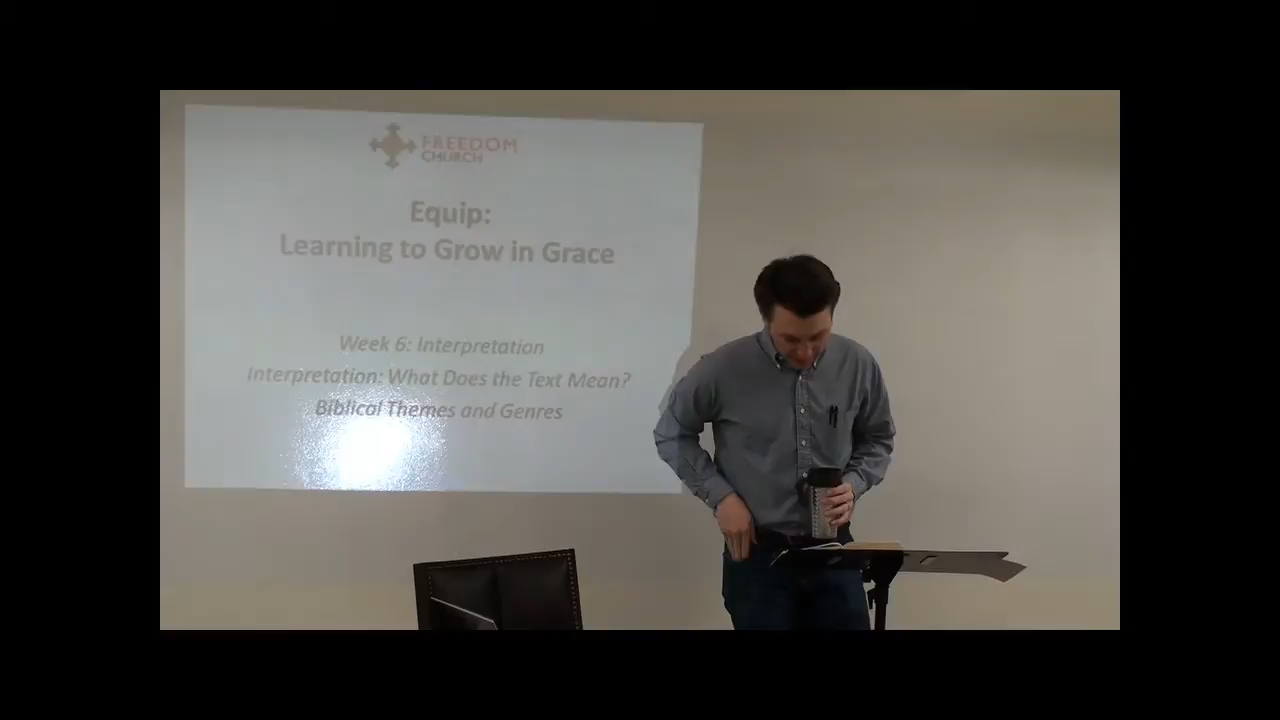 FREEDOM
CHURCH
Equip:
Learning to Grow in Grace
Week 6: Interpretation
Interpretation: What Does the Text Mean?
Biblical Themes and Genres